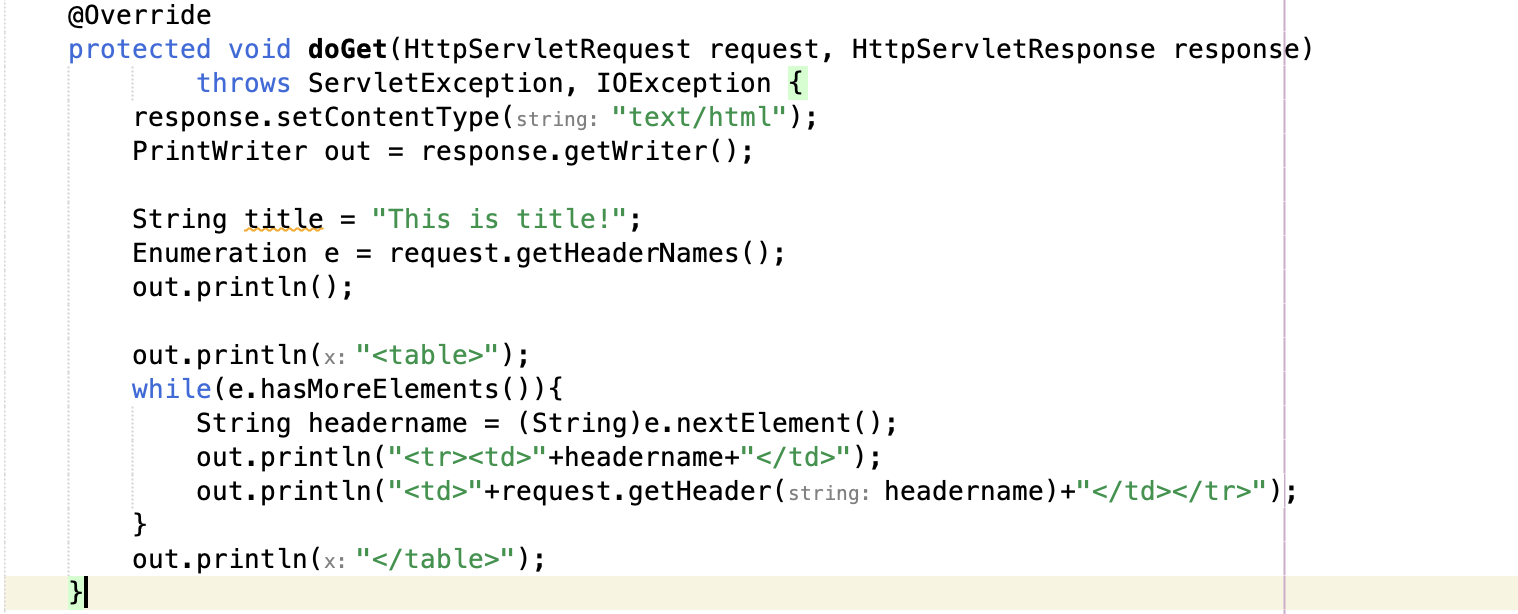 @Override
protected void doGet(HttpServletRequest request, HttpServletResponse response)
throws ServletException, IOException {
response.setContentType(string: "text/html");
PrintWriter out = response.getWriter();
String title = "This is title!";
Enumeration e = request.getHeaderNames();
out.println();
out.println(x: "<table>");
while(e.hasMoreElements()){
String headername = (String)e.nextElement();
out.println("<tr><td>"+headername+"</td>");
out.println("<td>"+request.getHeader(string: headername)+"</td></tr>");
}
out.println(x: "</table>");
}